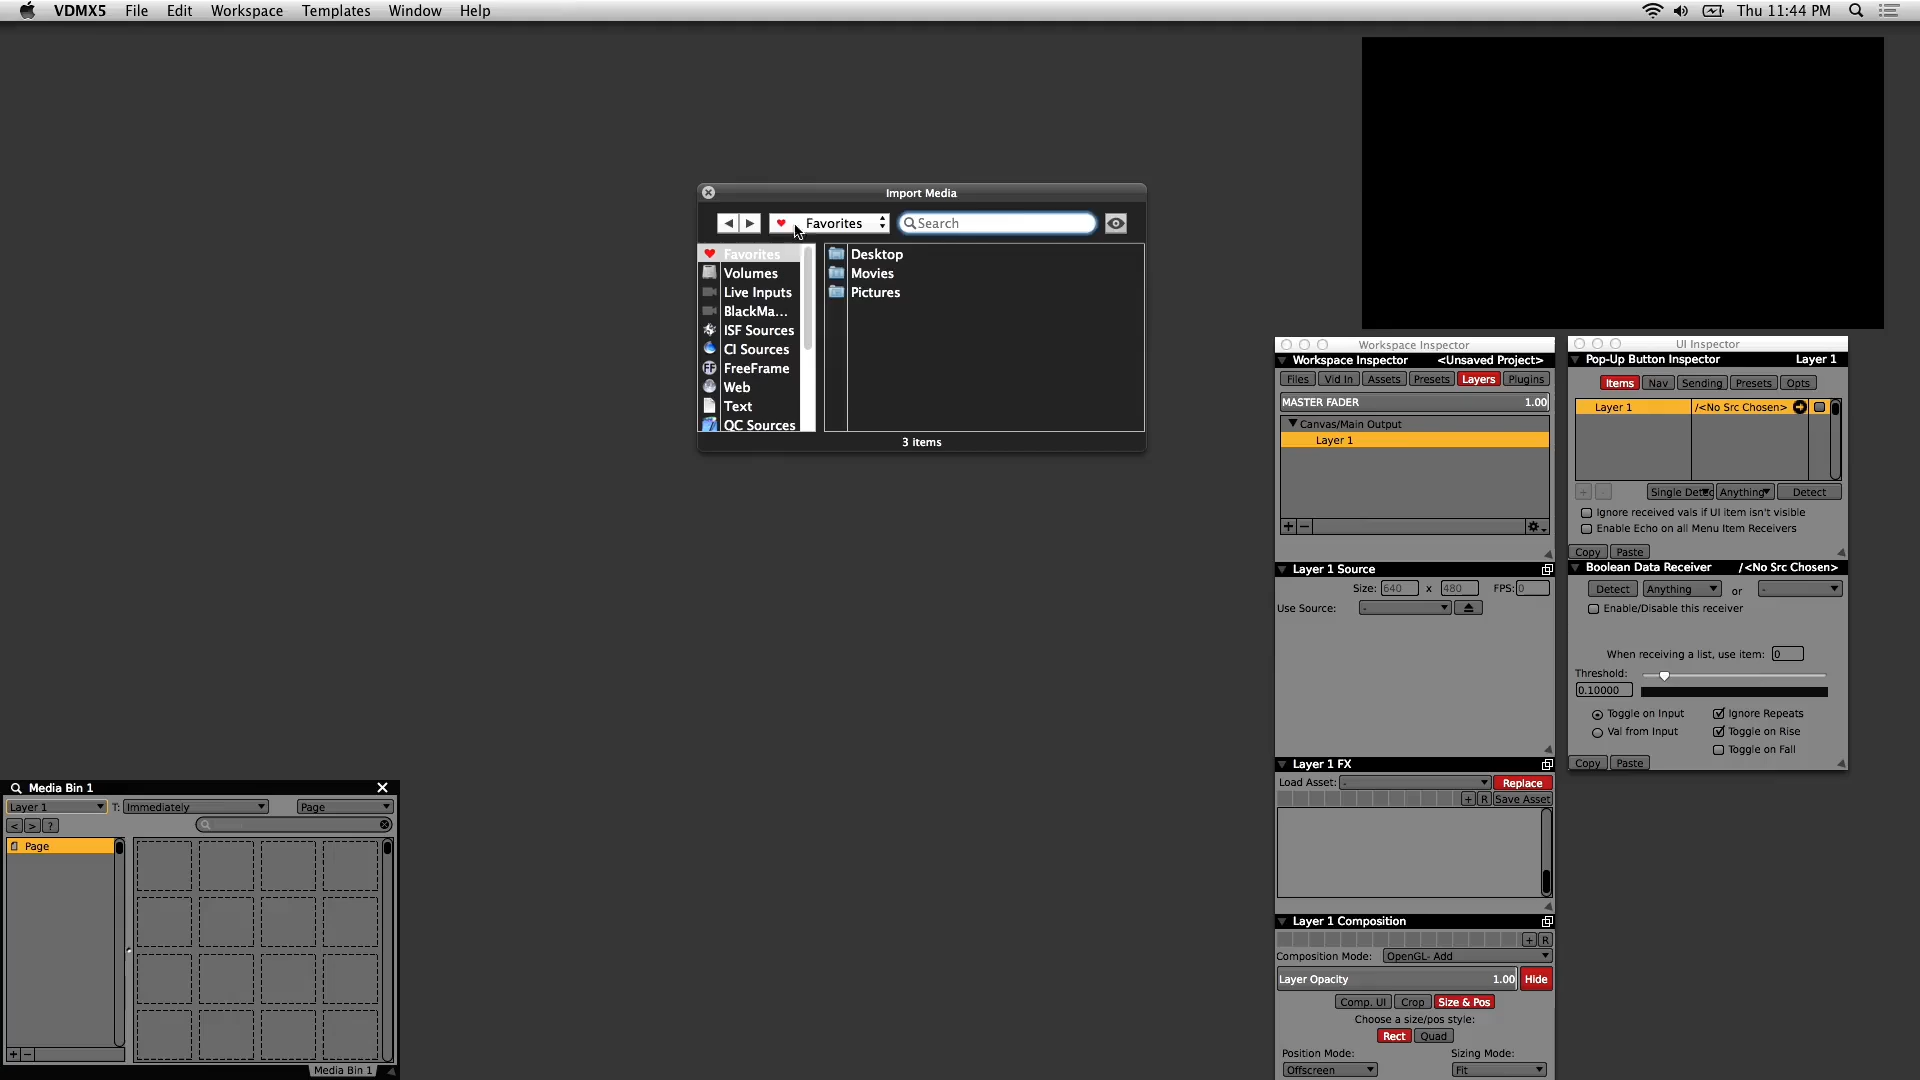 VDMX5 File Edit Workspace Templates Window Help Thu 11:44 PM
Import Media
Favorites Search
Favorites
Volumes
Live Inputs
BlackMa...
ISF Sources
CI Sources
FreeFrame
Web
Text
QC Sources
Desktop
Movies
Pictures
3 items
Workspace Inspector
Workspace Inspector <Unsaved Project>
Files Vid In Assets Presets Layers Plugins
MASTER FADER 1.00
Canvas/Main Output
Layer 1
+ −
Layer 1 Source
Size: 640 x 480 FPS: 0
Use Source: -
Layer 1 FX
Load Asset: - Replace
+ R Save Asset
Layer 1 Composition
+ R
Composition Mode: OpenGL- Add
Layer Opacity 1.00 Hide
Comp. UI Crop Size & Pos
Choose a size/pos style:
Rect Quad
Position Mode: Sizing Mode:
Offscreen Fit
UI Inspector
Pop-Up Button Inspector Layer 1
Items Nav Sending Presets Opts
Layer 1 /<No Src Chosen>
+ - Single Detec Anything Detect
Ignore received vals if UI item isn't visible
Enable Echo on all Menu Item Receivers
Copy Paste
Boolean Data Receiver /<No Src Chosen>
Detect Anything or -
Enable/Disable this receiver
When receiving a list, use item: 0
Threshold:
0.10000
Toggle on Input Ignore Repeats
Val from Input Toggle on Rise
Toggle on Fall
Copy Paste
Media Bin 1
Layer 1 T: Immediately Page
< > ?
Page
+ −
Media Bin 1